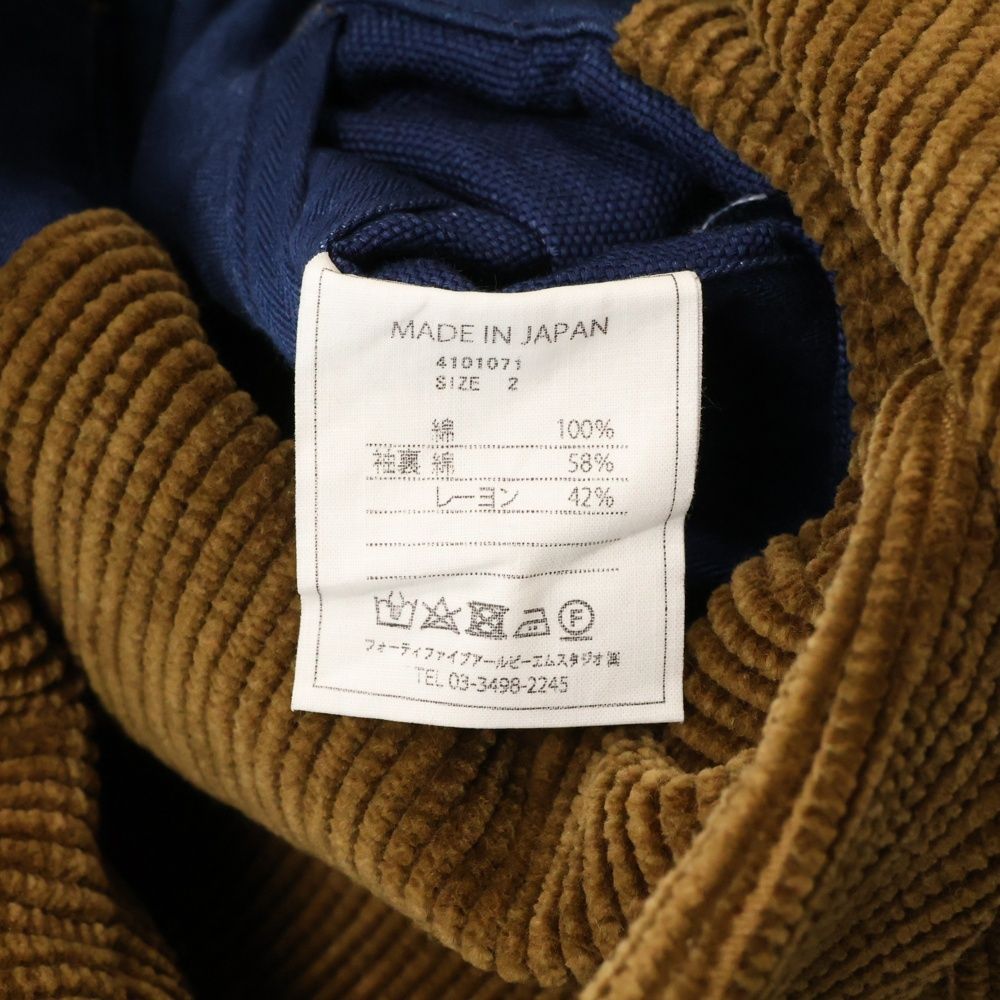 MADE IN JAPAN
4101071
SIZE 2
綿 100%
袖裏 綿 58%
レーヨン 42%
F
フォーティファイブアールピーエムスタジオ㈱
TEL 03-3498-2245